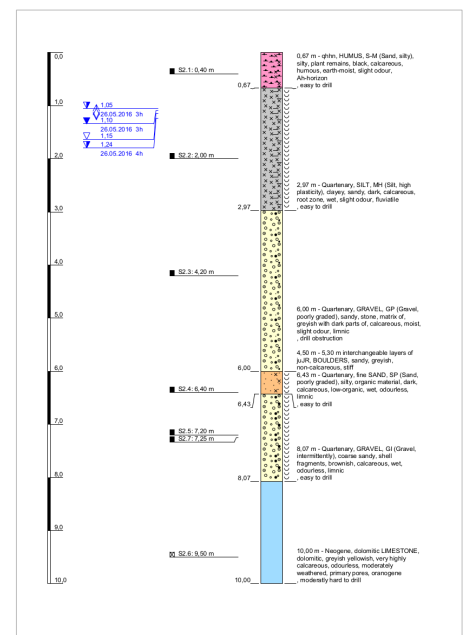 0,0
1,0
2,0
3,0
4,0
5,0
6,0
7,0
8,0
9,0
10,0
1,05
26.05.2016 3h
1,10
26.05.2016 3h
1,15
1,24
26.05.2016 4h
S2.1: 0,40 m
S2.2: 2,00 m
S2.3: 4,20 m
S2.4: 6,40 m
S2.5: 7,20 m
S2.7: 7,25 m
S2.6: 9,50 m
0,67
2,97
6,00
6,43
8,07
10,00
0,67 m - qhhn, HUMUS, S-M (Sand, silty),
silty, plant remains, black, calcareous,
humous, earth-moist, slight odour,
Ah-horizon
, easy to drill
2,97 m - Quartenary, SILT, MH (Silt, high
plasticity), clayey, sandy, dark, calcareous,
root zone, wet, slight odour, fluviatile
, easy to drill
6,00 m - Quartenary, GRAVEL, GP (Gravel,
poorly graded), sandy, stone, matrix of,
greyish with dark parts of, calcareous, moist,
slight odour, limnic
, drill obstruction
4,50 m - 5,30 m interchangeable layers of
juJR, BOULDERS, sandy, greyish,
non-calcareous, stiff
6,43 m - Quartenary, fine SAND, SP (Sand,
poorly graded), silty, organic material, dark,
calcareous, low-organic, wet, odourless,
limnic
, easy to drill
8,07 m - Quartenary, GRAVEL, GI (Gravel,
intermittently), coarse sandy, shell
fragments, brownish, calcareous, wet,
odourless, limnic
, easy to drill
10,00 m - Neogene, dolomitic LIMESTONE,
dolomitic, greyish yellowish, very highly
calcareous, odourless, moderately
weathered, primary pores, oranogene
, moderatly hard to drill